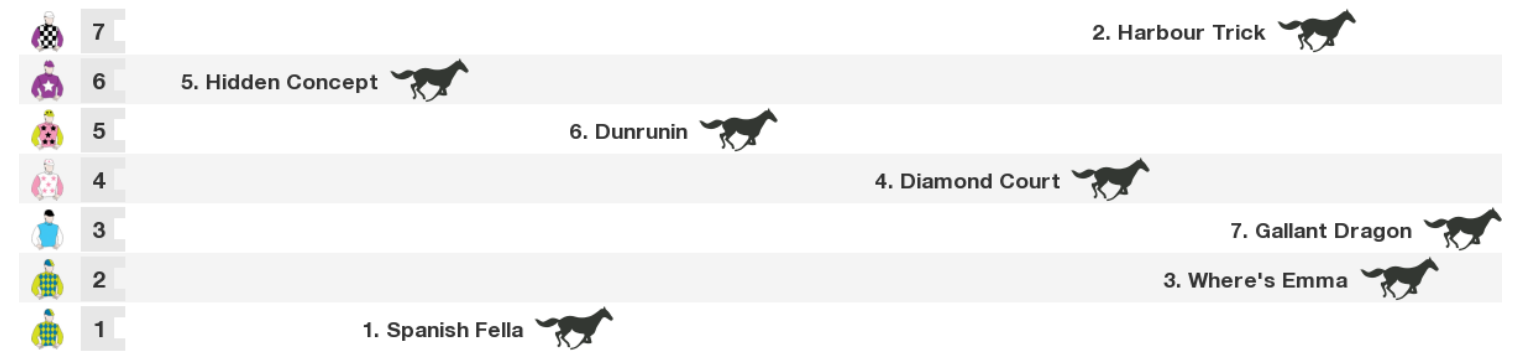 7 2. Harbour Trick
6 5. Hidden Concept
5 6. Dunrunin
4 4. Diamond Court
3 7. Gallant Dragon
2 3. Where's Emma
1 1. Spanish Fella